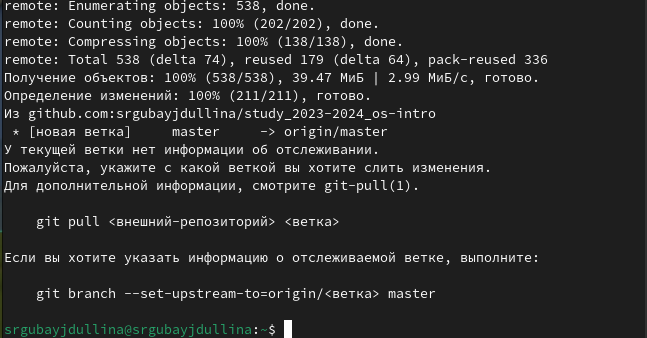 remote: Enumerating objects: 538, done.
remote: Counting objects: 100% (202/202), done.
remote: Compressing objects: 100% (138/138), done.
remote: Total 538 (delta 74), reused 179 (delta 64), pack-reused 336
Получение объектов: 100% (538/538), 39.47 МиБ | 2.99 МиБ/с, готово.
Определение изменений: 100% (211/211), готово.
Из github.com:srgubayjdullina/study_2023-2024_os-intro
 * [новая ветка]     master     -> origin/master
У текущей ветки нет информации об отслеживании.
Пожалуйста, укажите с какой веткой вы хотите слить изменения.
Для дополнительной информации, смотрите git-pull(1).
    git pull <внешний-репозиторий> <ветка>
Если вы хотите указать информацию о отслеживаемой ветке, выполните:
    git branch --set-upstream-to=origin/<ветка> master
srgubayjdullina@srgubayjdullina:~$